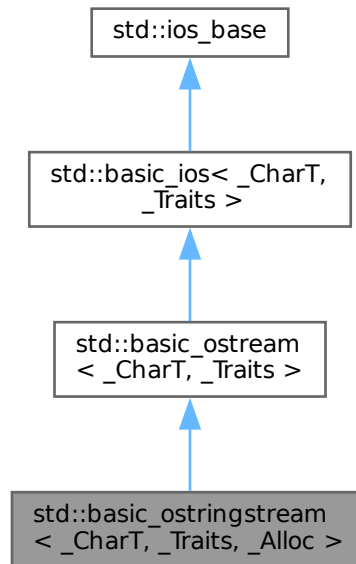 std::ios_base
std::basic_ios< _CharT,
_Traits >
std::basic_ostream
< _CharT, _Traits >
std::basic_ostringstream
< _CharT, _Traits, _Alloc >